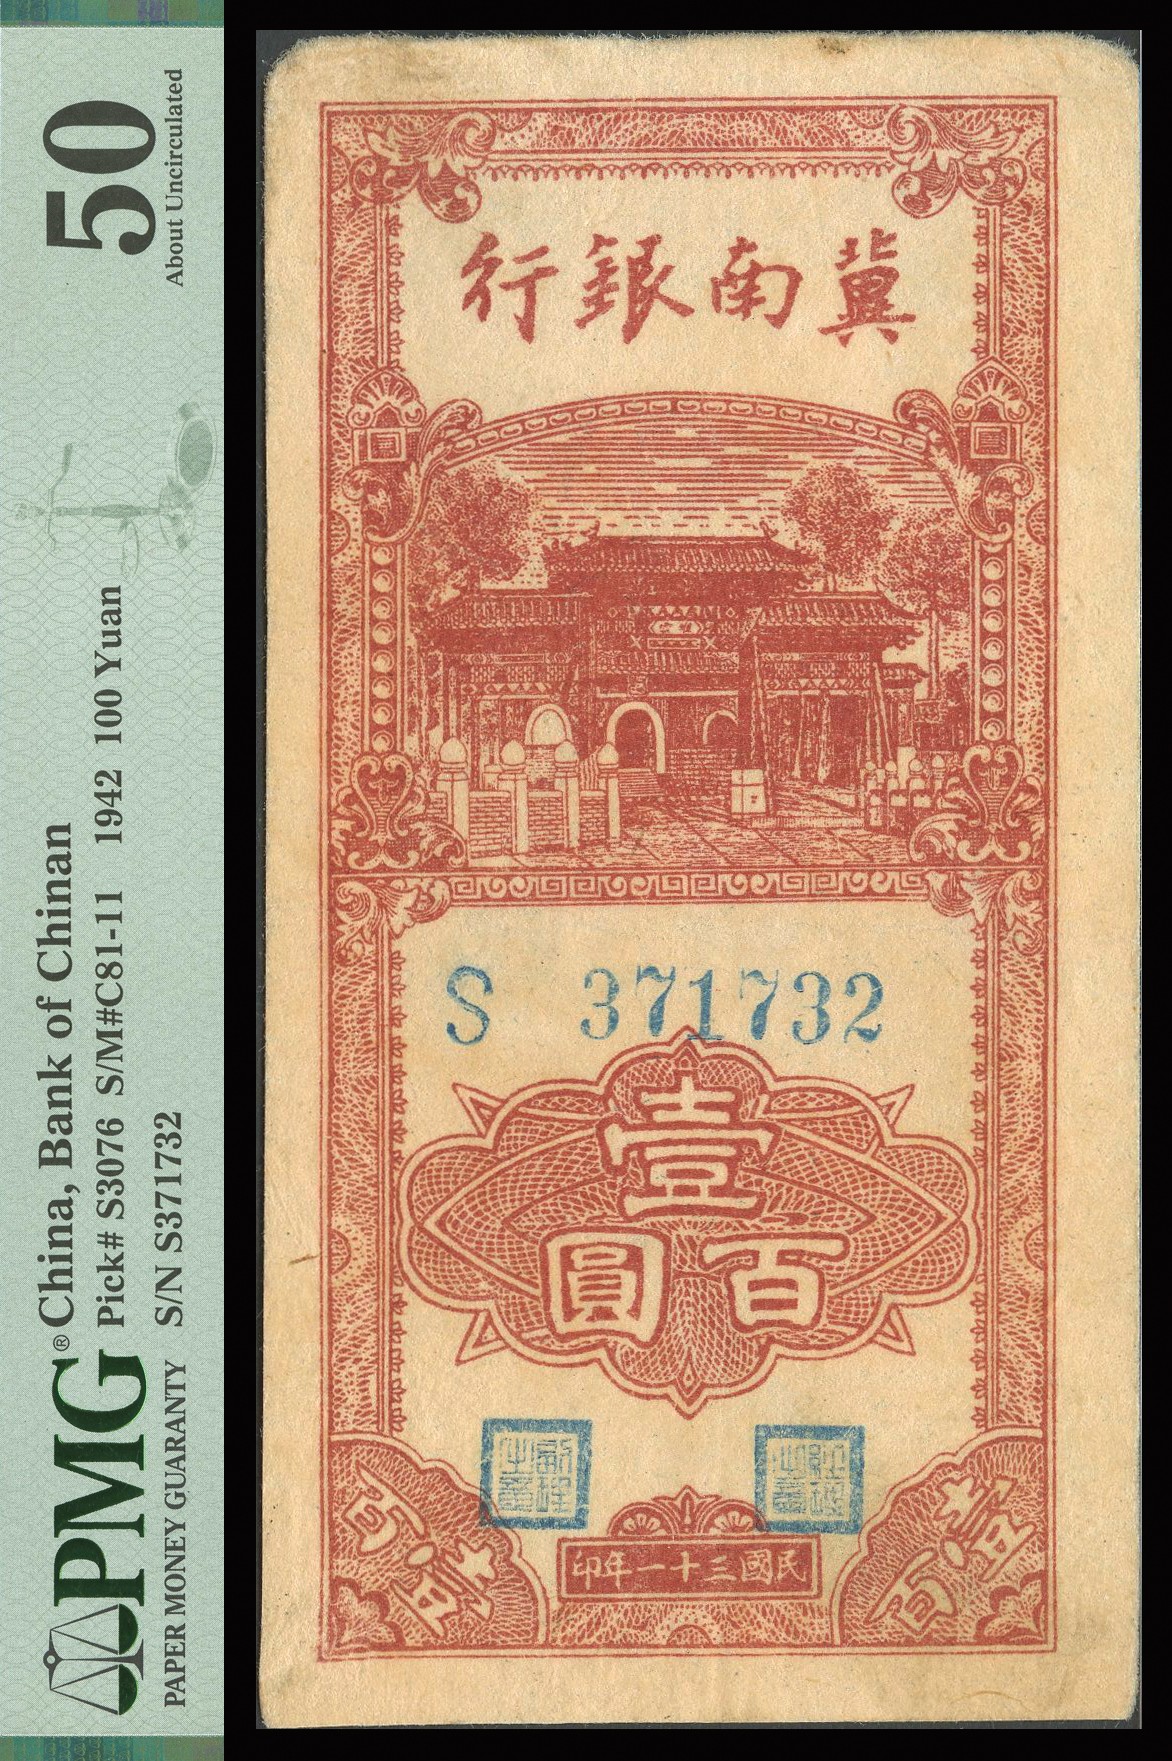 PMG®
PAPER MONEY GUARANTY
China, Bank of Chinan
Pick# S3076 S/M#C81-11 1942 100 Yuan
S/N S371732
50
About Uncirculated
冀南銀行
S 371732
壹
百圓
民國三十一年印